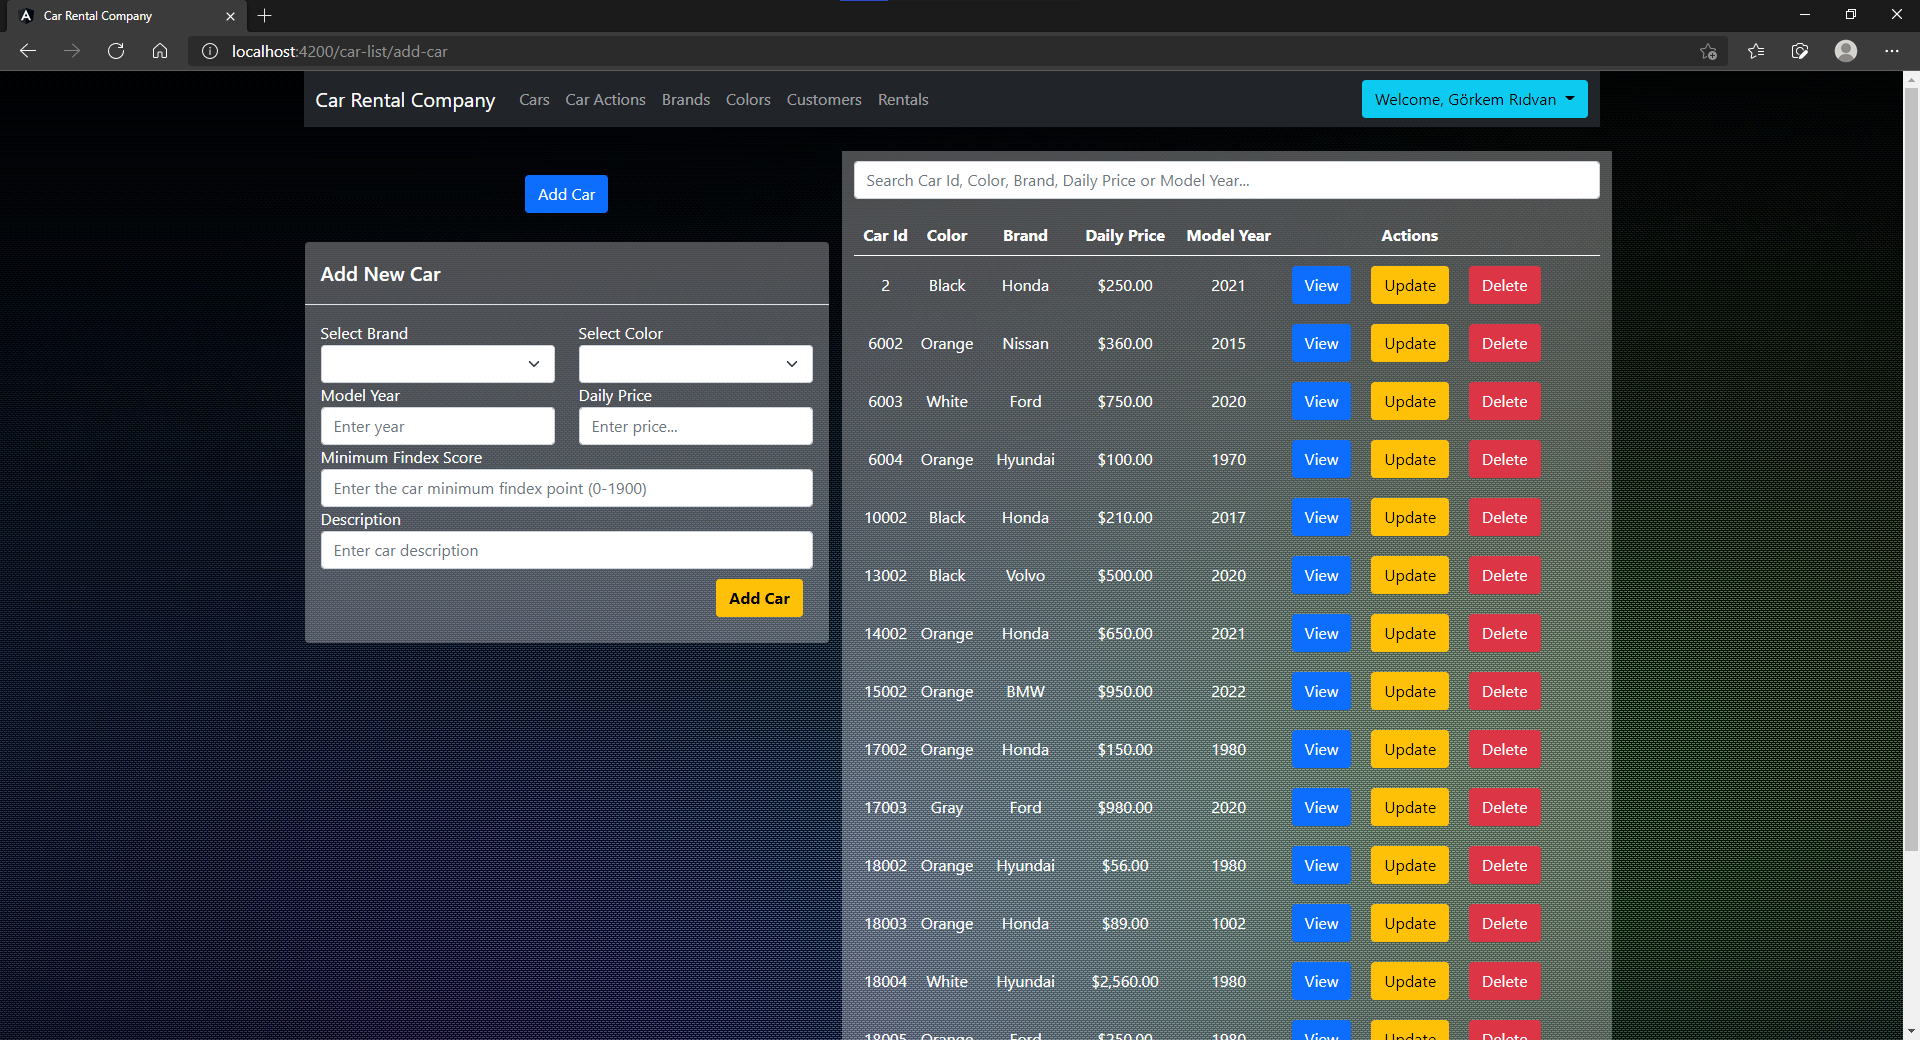 Car Rental Company
localhost:4200/car-list/add-car
Car Rental Company Cars Car Actions Brands Colors Customers Rentals Welcome, Görkem Rıdvan
Add Car
Add New Car
Select Brand Select Color
Model Year Daily Price
Enter year Enter price...
Minimum Findex Score
Enter the car minimum findex point (0-1900)
Description
Enter car description
Add Car
Search Car Id, Color, Brand, Daily Price or Model Year...
Car Id Color Brand Daily Price Model Year Actions
2 Black Honda $250.00 2021 View Update Delete
6002 Orange Nissan $360.00 2015 View Update Delete
6003 White Ford $750.00 2020 View Update Delete
6004 Orange Hyundai $100.00 1970 View Update Delete
10002 Black Honda $210.00 2017 View Update Delete
13002 Black Volvo $500.00 2020 View Update Delete
14002 Orange Honda $650.00 2021 View Update Delete
15002 Orange BMW $950.00 2022 View Update Delete
17002 Orange Honda $150.00 1980 View Update Delete
17003 Gray Ford $980.00 2020 View Update Delete
18002 Orange Hyundai $56.00 1980 View Update Delete
18003 Orange Honda $89.00 1002 View Update Delete
18004 White Hyundai $2,560.00 1980 View Update Delete
18005 Orange Ford $250.00 1980 View Update Delete